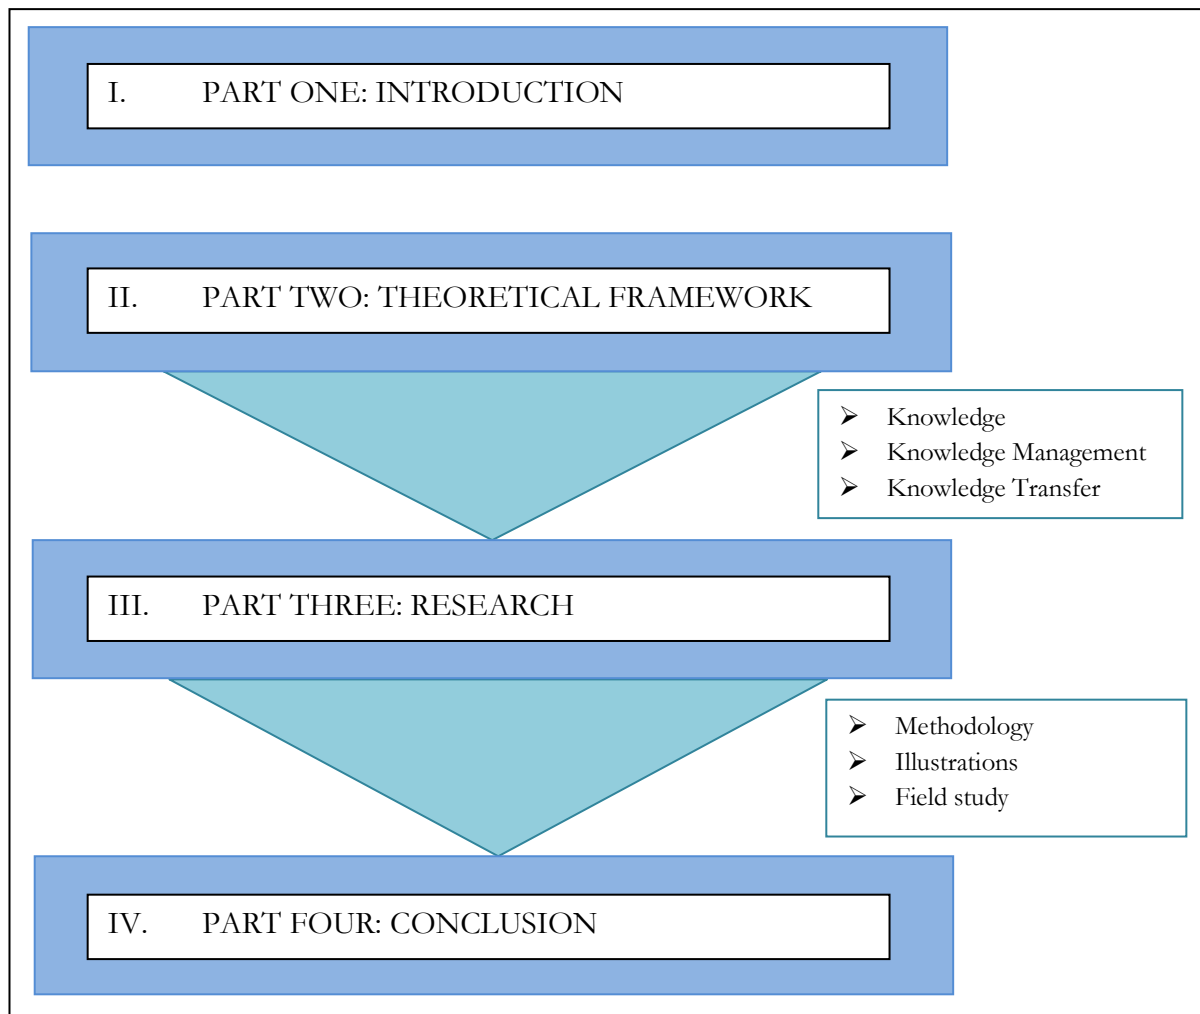 I. PART ONE: INTRODUCTION
II. PART TWO: THEORETICAL FRAMEWORK
➢ Knowledge
➢ Knowledge Management
➢ Knowledge Transfer
III. PART THREE: RESEARCH
➢ Methodology
➢ Illustrations
➢ Field study
IV. PART FOUR: CONCLUSION